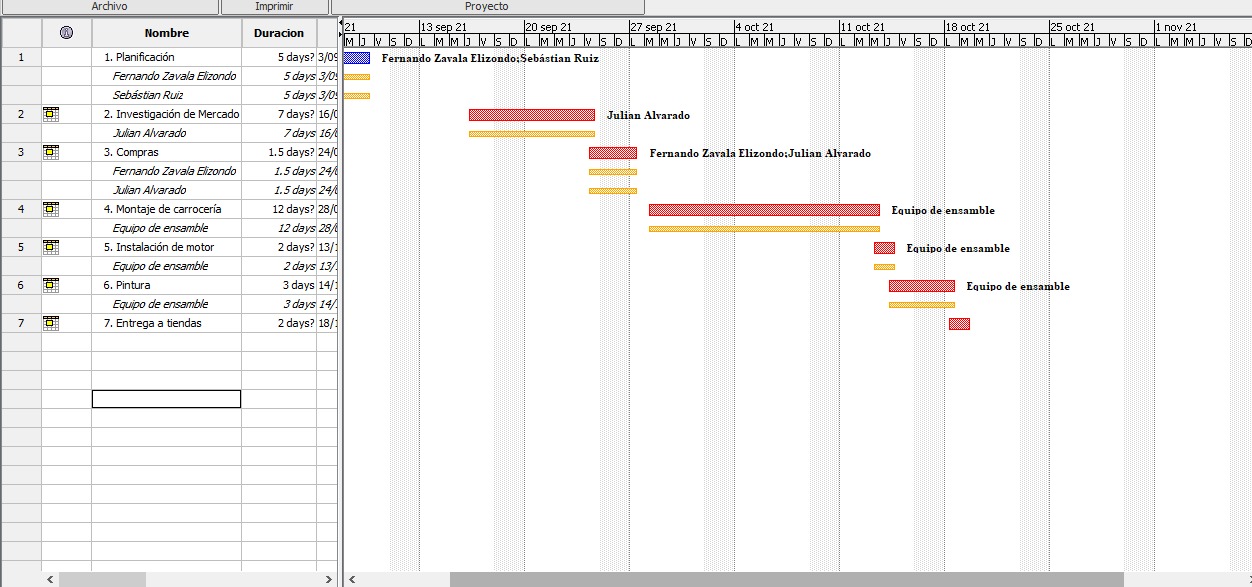 Archivo Imprimir Proyecto
Nombre Duracion
21 13 sep 21 20 sep 21 27 sep 21 4 oct 21 11 oct 21 18 oct 21 25 oct 21 1 nov 21
M J V S D L M M J V S D L M M J V S D L M M J V S D L M M J V S D L M M J V S D L M M J V S D L M M J V S D L M M J V S D
1 1. Planificación 5 days? 3/09 Fernando Zavala Elizondo;Sebástian Ruiz
Fernando Zavala Elizondo 5 days 3/09
Sebástian Ruiz 5 days 3/09
2 2. Investigación de Mercado 7 days? 16/0 Julian Alvarado
Julian Alvarado 7 days 16/0
3 3. Compras 1.5 days? 24/0 Fernando Zavala Elizondo;Julian Alvarado
Fernando Zavala Elizondo 1.5 days 24/0
Julian Alvarado 1.5 days 24/0
4 4. Montaje de carrocería 12 days? 28/0 Equipo de ensamble
Equipo de ensamble 12 days 28/0
5 5. Instalación de motor 2 days? 13/1 Equipo de ensamble
Equipo de ensamble 2 days 13/1
6 6. Pintura 3 days 14/1 Equipo de ensamble
Equipo de ensamble 3 days 14/1
7 7. Entrega a tiendas 2 days? 18/1